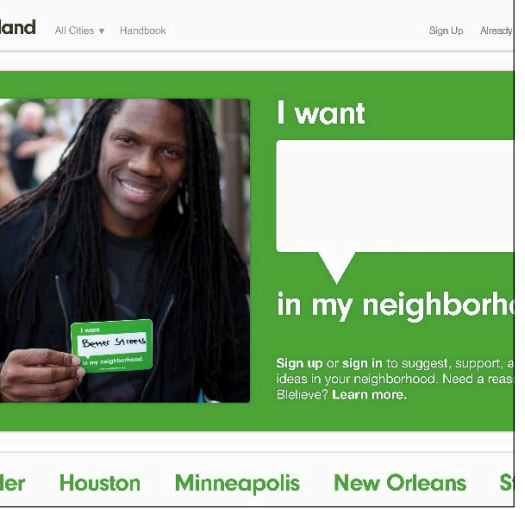 land All Cities ▼ Handbook Sign Up Already
I want
I want
Better Streets
in my neighborhood.
in my neighborho
Sign up or sign in to suggest, support, a
ideas in your neighborhood. Need a reas
Blelieve? Learn more.
ler Houston Minneapolis New Orleans S